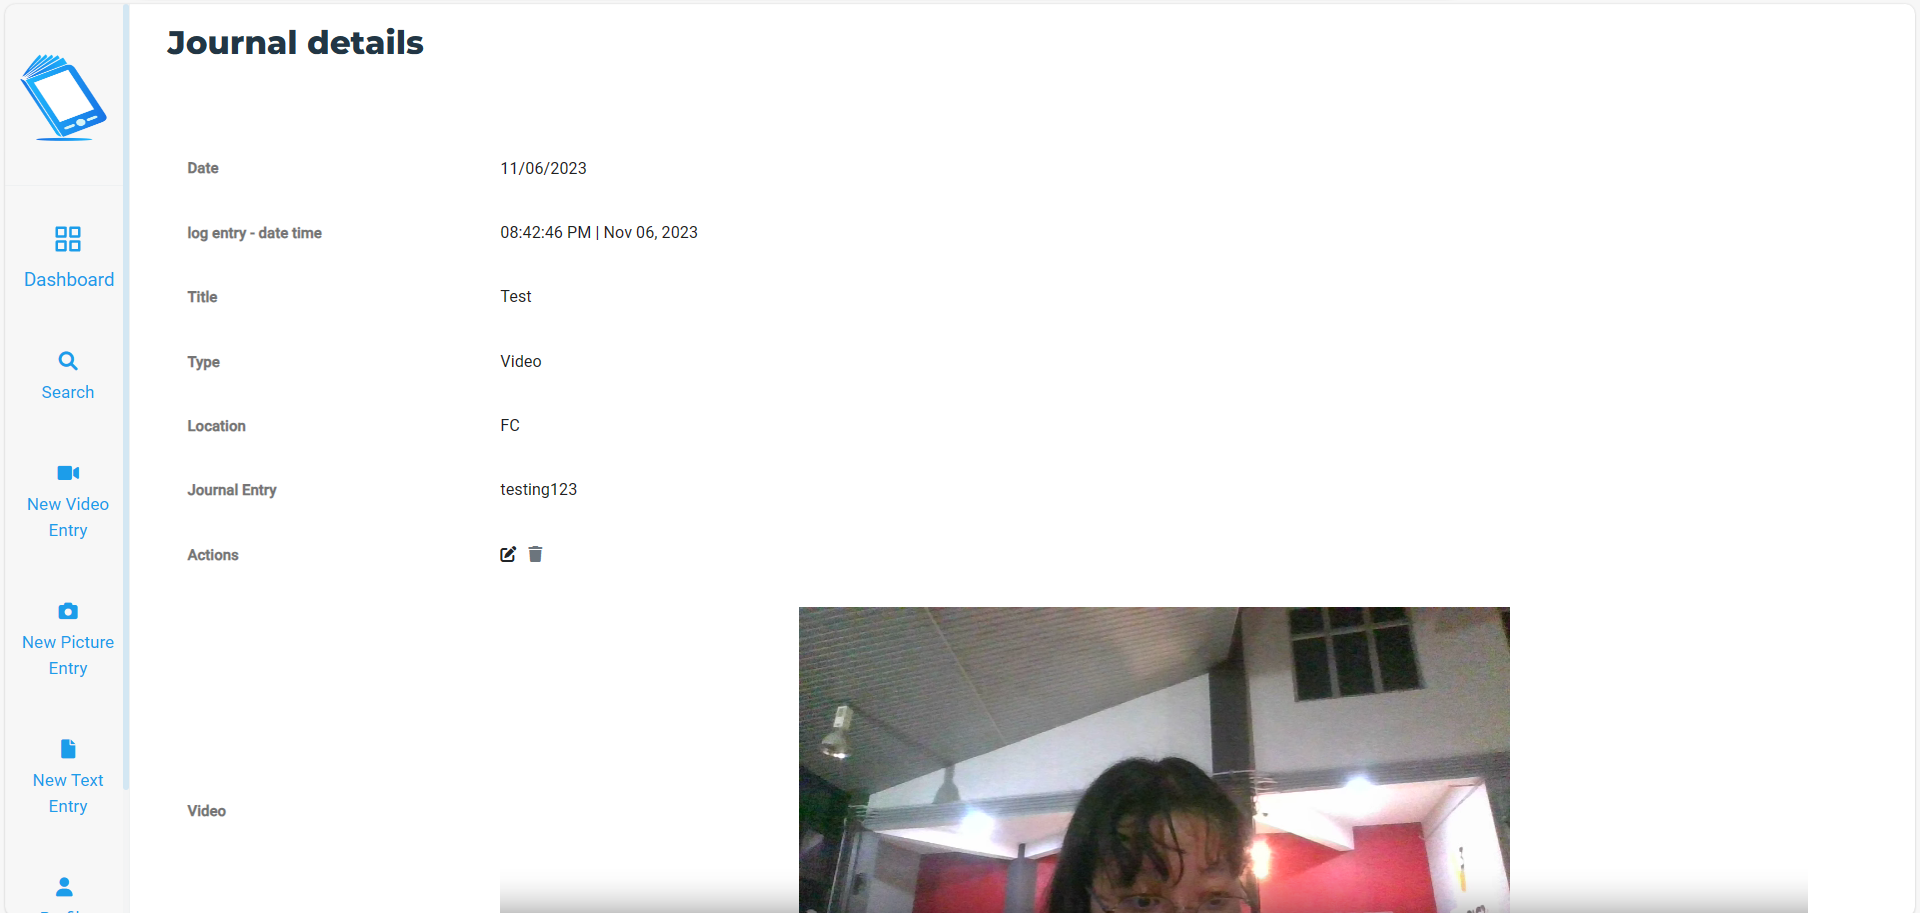 Journal details
Date 11/06/2023
log entry - date time 08:42:46 PM | Nov 06, 2023
Title Test
Type Video
Location FC
Journal Entry testing123
Actions
Video
Dashboard
Search
New Video
Entry
New Picture
Entry
New Text
Entry